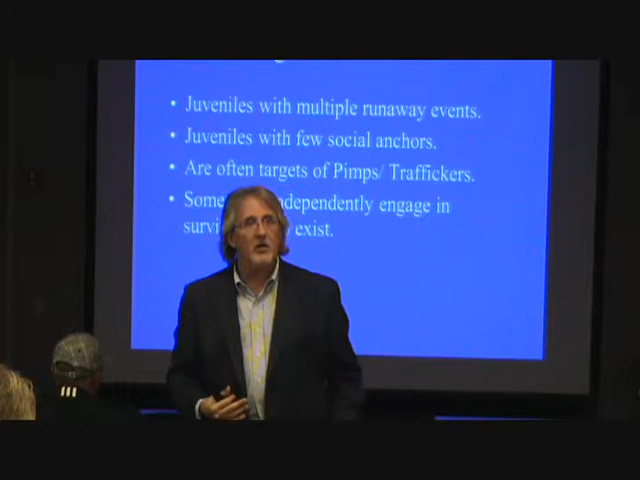 • Juveniles with multiple runaway events.
• Juveniles with few social anchors.
• Are often targets of Pimps/ Traffickers.
• Some independently engage in
exist.